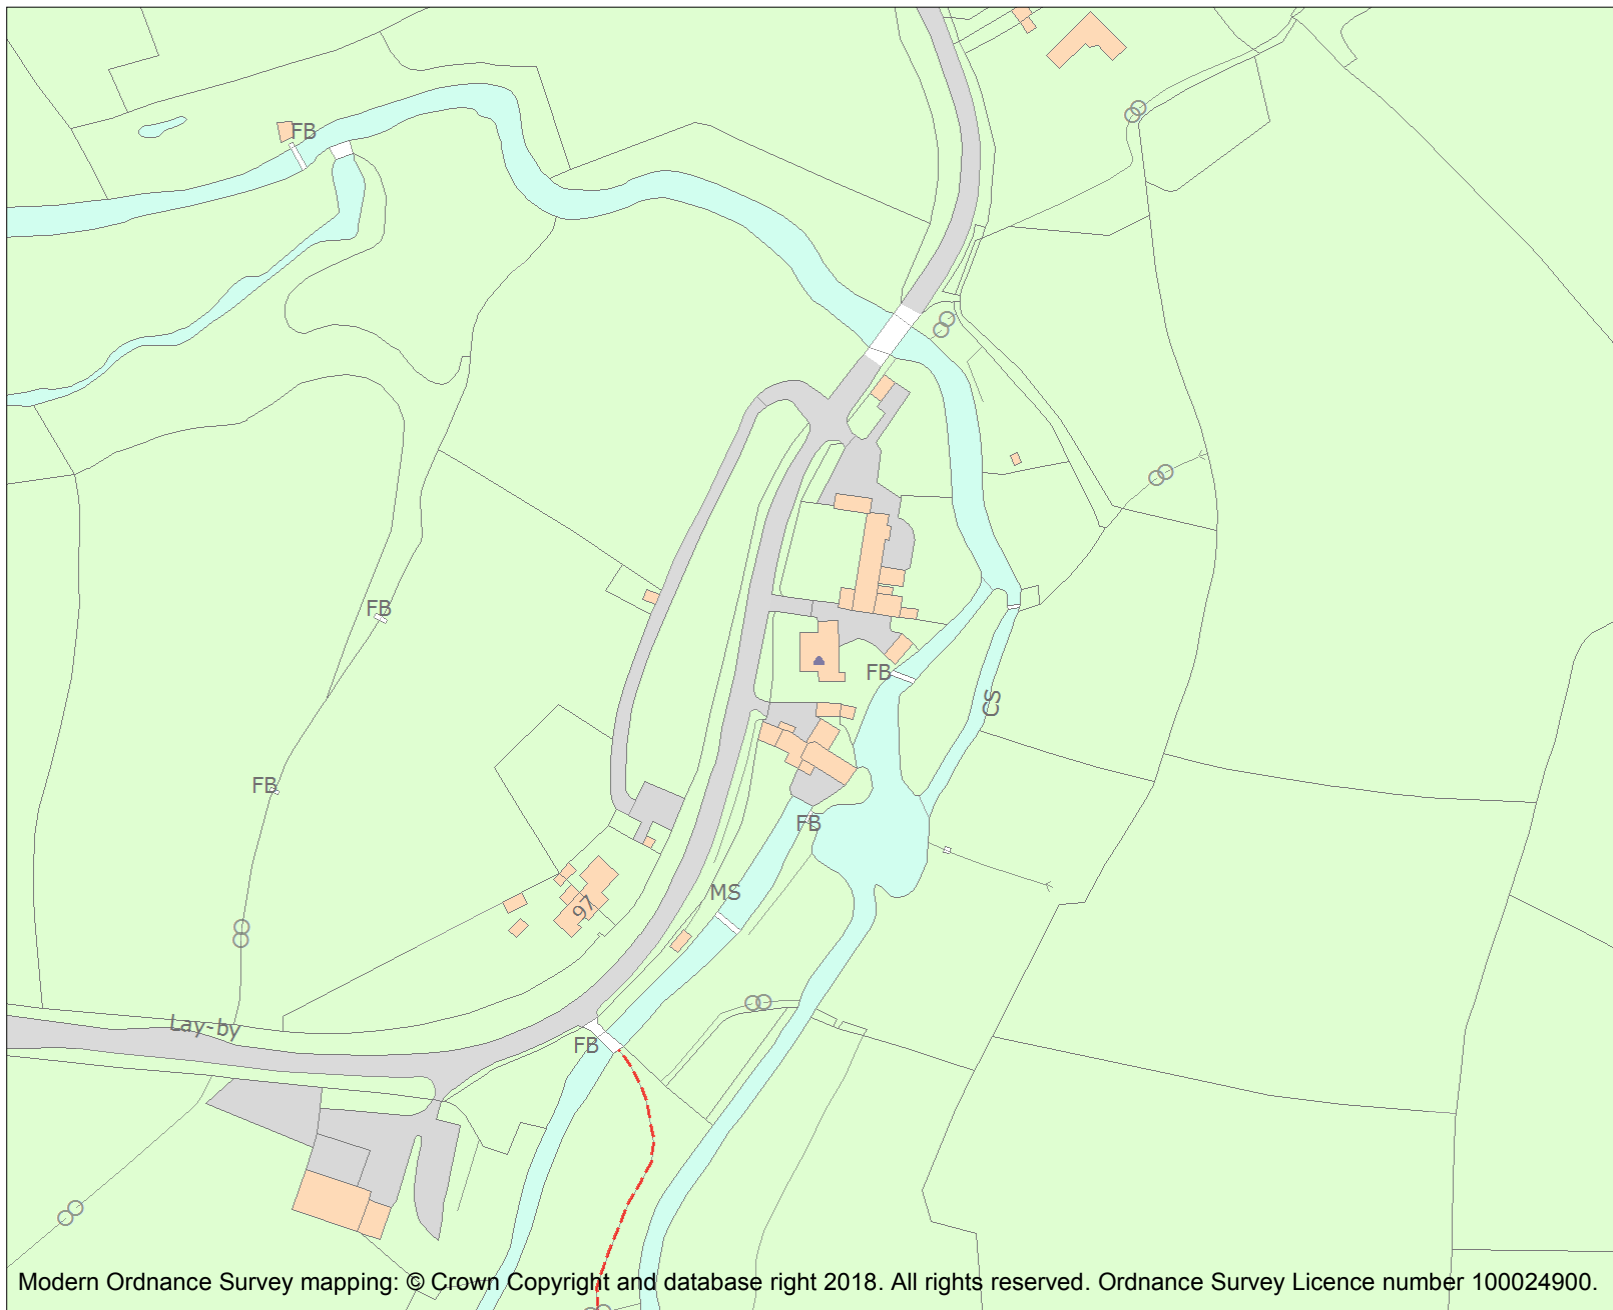 FB
FB
FB
CS
FB
FB
MS
97
Lay-by
FB
Modern Ordnance Survey mapping: © Crown Copyright and database right 2018. All rights reserved. Ordnance Survey Licence number 100024900.